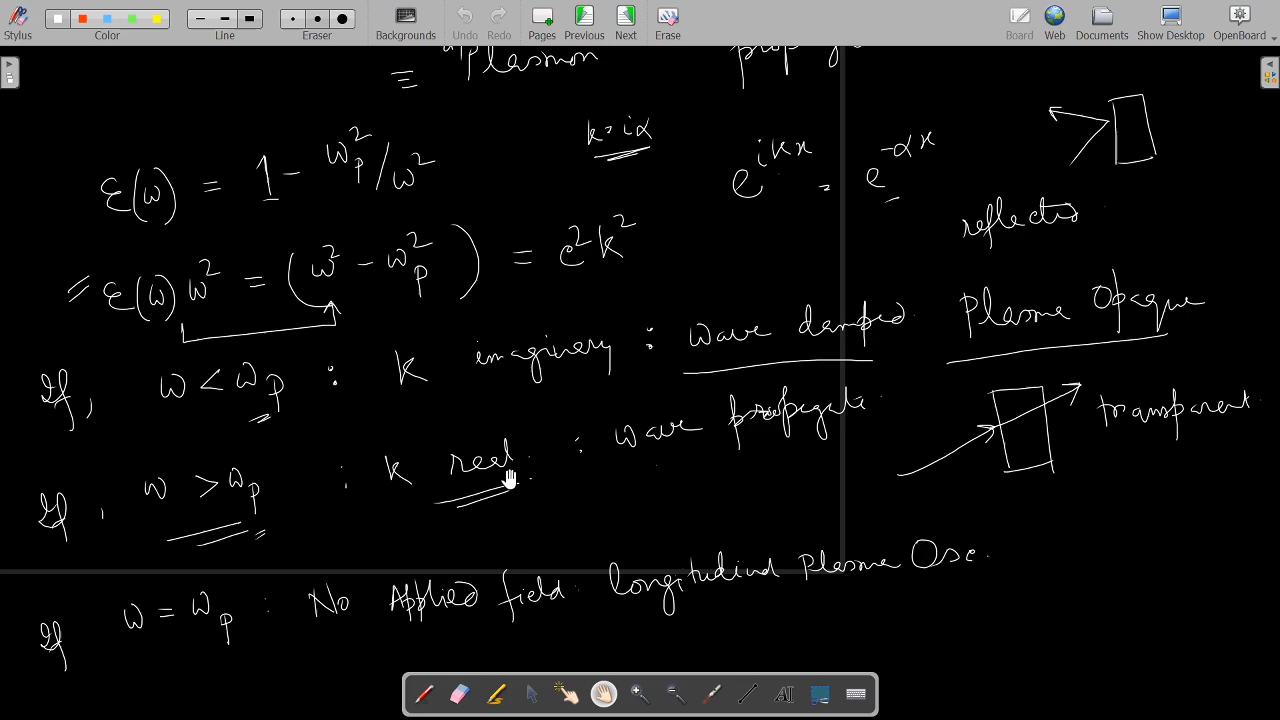 Stylus Color Line Eraser Backgrounds Undo Redo Pages Previous Next Erase Board Web Documents Show Desktop OpenBoard
≡ "Plasmon
k = iα
ε(ω) = 1 - ωp²/ω²
e^{ikx} = e^{-αx}
reflected
= ε(ω)ω² = (ω² - ωp²) = c²k²
If, ω < ωp : K imaginery : wave damped Plasma Opaque
If, ω > ωp : K real : wave propagate transparent
If ω = ωp : No Applied field : longitudinal Plasma Osc.